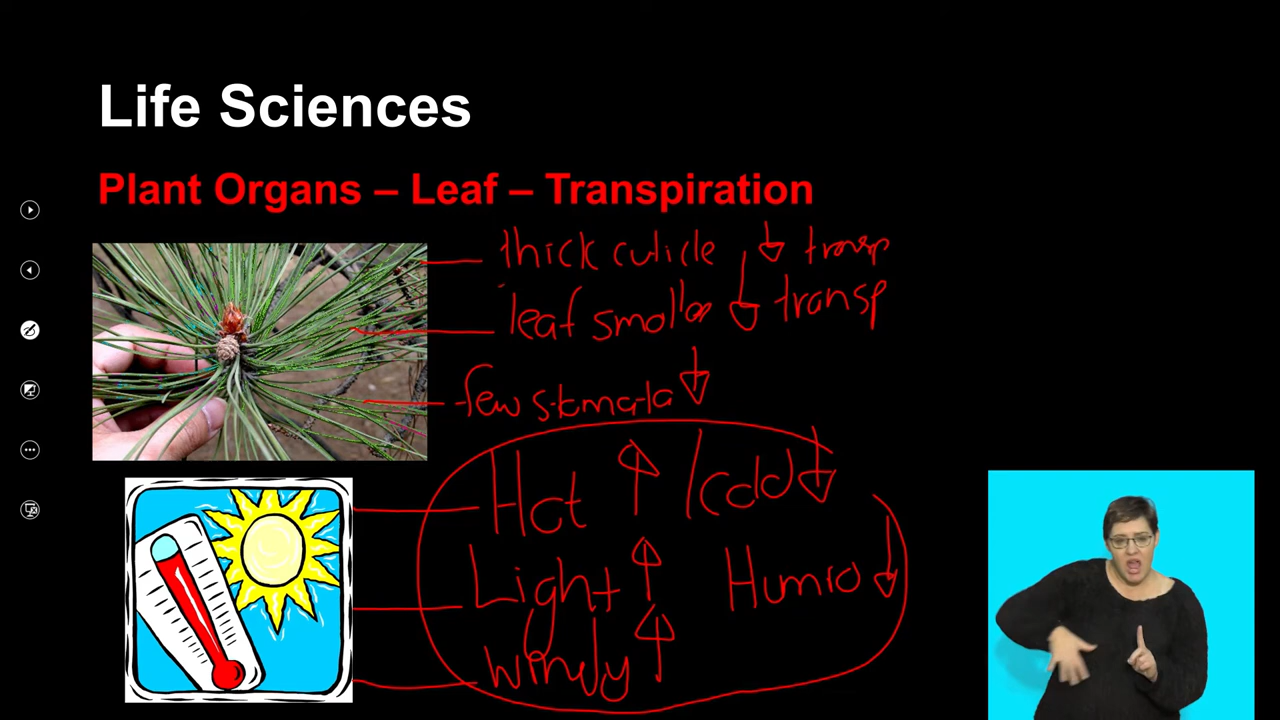 Life Sciences
Plant Organs – Leaf – Transpiration
thick cuticle ↓ transp
leaf smaller ↓ transp
few stomata ↓
Hot ↑ / Cold ↓
Light ↑ Humid ↓
Windy ↑